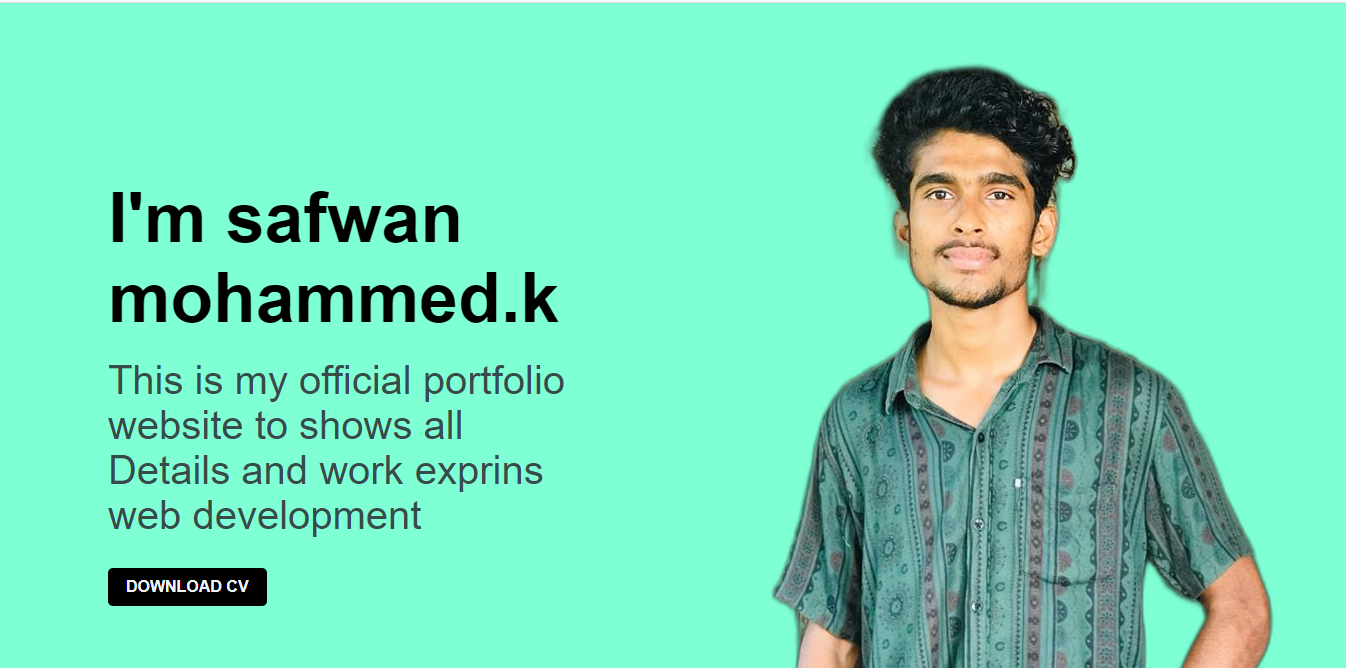 I'm safwan
mohammed.k
This is my official portfolio
website to shows all
Details and work exprins
web development
DOWNLOAD CV